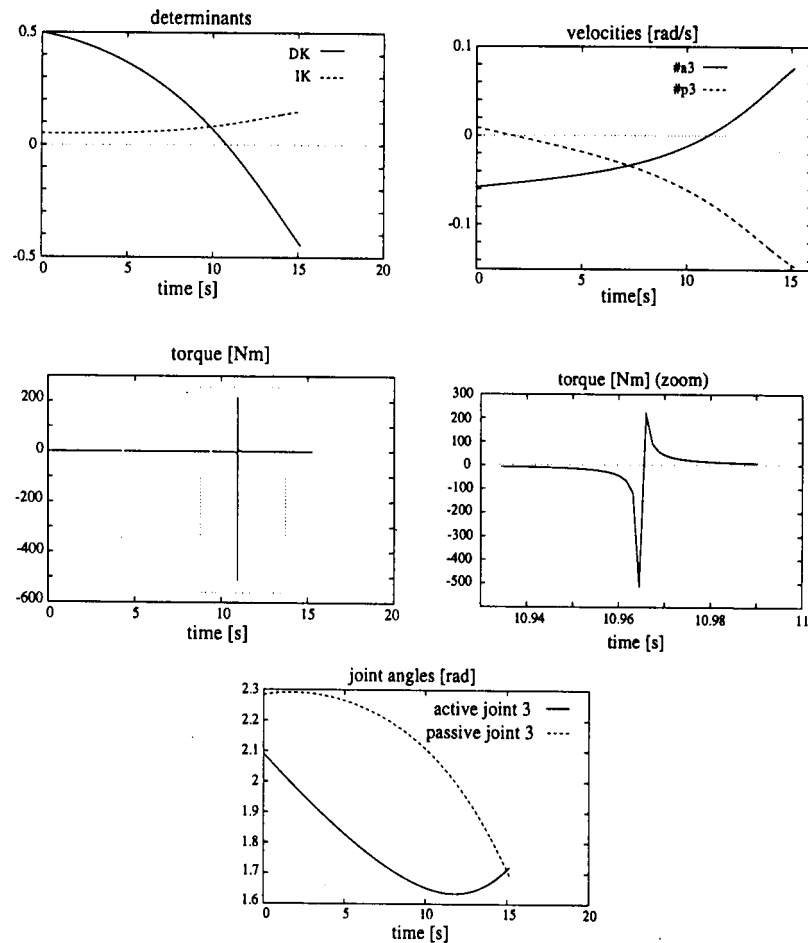 determinants
0.5
0
-0.5
DK
IK
0 5 10 15 20
time [s]
velocities [rad/s]
0.1
0
-0.1
#a3
#p3
0 5 10 15
time[s]
torque [Nm]
200
0
-200
-400
-600
0 5 10 15 20
time [s]
torque [Nm] (zoom)
300
200
100
0
-100
-200
-300
-400
-500
10.94 10.96 10.98 11
time [s]
joint angles [rad]
2.3
2.2
2.1
2
1.9
1.8
1.7
1.6
active joint 3
passive joint 3
0 5 10 15 20
time [s]